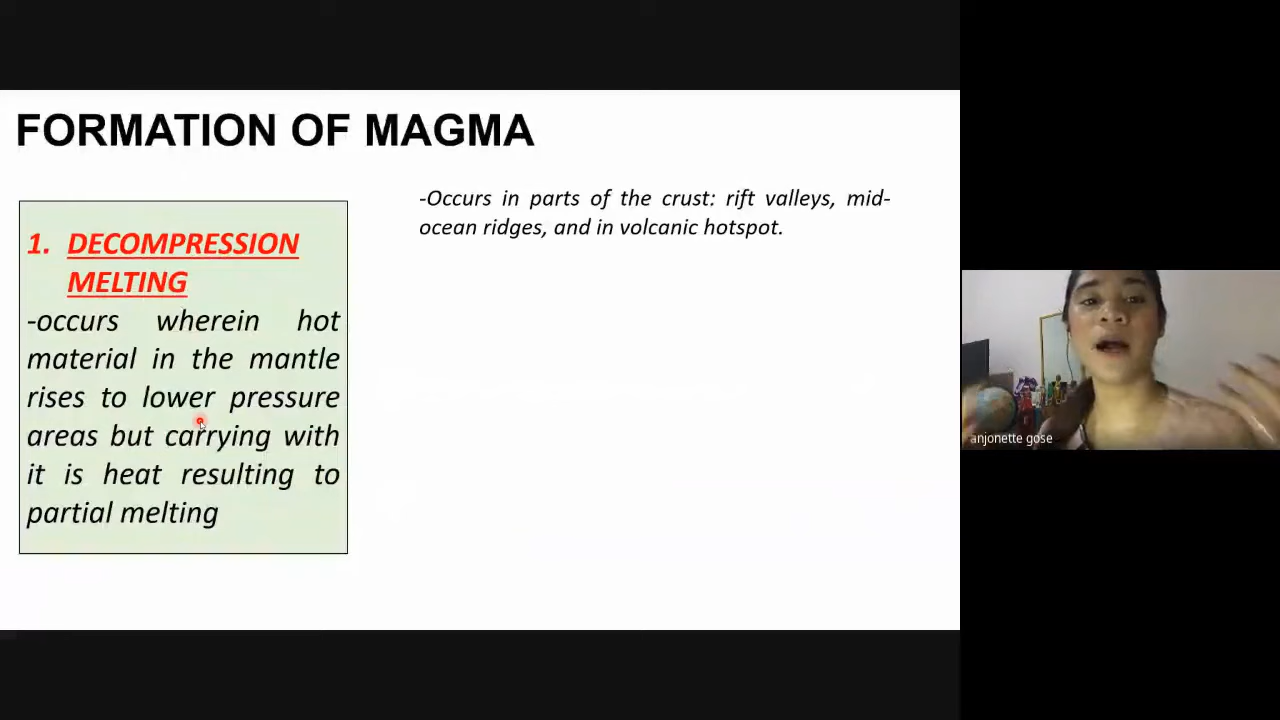 FORMATION OF MAGMA
1. DECOMPRESSION
MELTING
-occurs wherein hot
material in the mantle
rises to lower pressure
areas but carrying with
it is heat resulting to
partial melting
-Occurs in parts of the crust: rift valleys, mid-
ocean ridges, and in volcanic hotspot.
anjonette gose